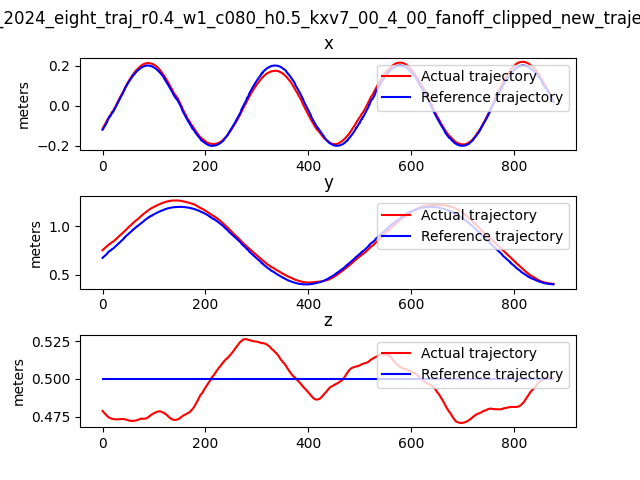 _2024_eight_traj_r0.4_w1_c080_h0.5_kxv7_00_4_00_fanoff_clipped_new_traje
x
0.2
0.0
−0.2
meters
Actual trajectory
Reference trajectory
0 200 400 600 800
y
1.0
0.5
meters
Actual trajectory
Reference trajectory
0 200 400 600 800
z
0.525
0.500
0.475
meters
Actual trajectory
Reference trajectory
0 200 400 600 800